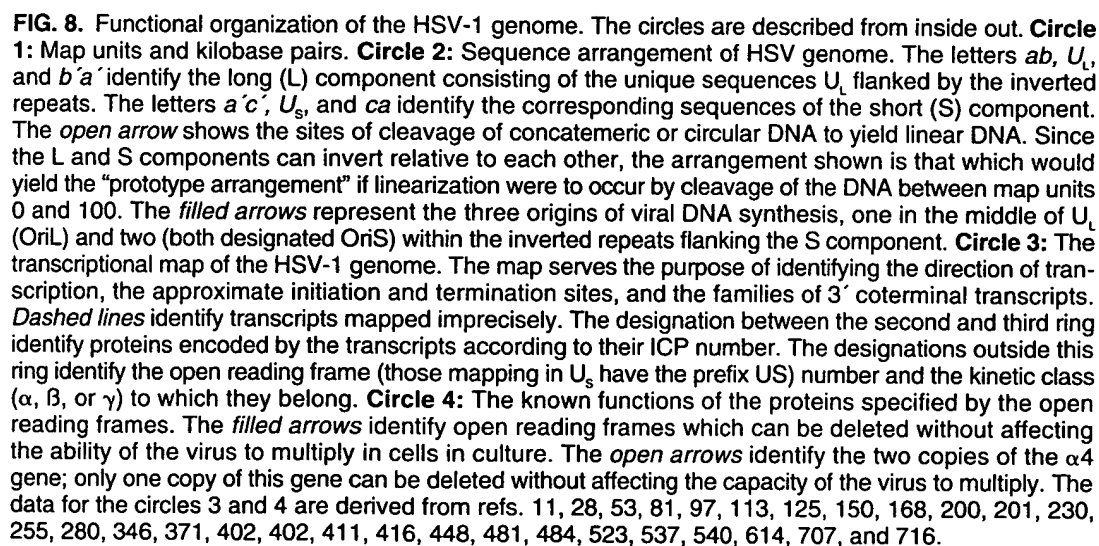 FIG. 8. Functional organization of the HSV-1 genome. The circles are described from inside out. Circle
1: Map units and kilobase pairs. Circle 2: Sequence arrangement of HSV genome. The letters ab, U_L,
and b´a´ identify the long (L) component consisting of the unique sequences U_L flanked by the inverted
repeats. The letters a´c´, U_s, and ca identify the corresponding sequences of the short (S) component.
The open arrow shows the sites of cleavage of concatemeric or circular DNA to yield linear DNA. Since
the L and S components can invert relative to each other, the arrangement shown is that which would
yield the “prototype arrangement” if linearization were to occur by cleavage of the DNA between map units
0 and 100. The filled arrows represent the three origins of viral DNA synthesis, one in the middle of U_L
(OriL) and two (both designated OriS) within the inverted repeats flanking the S component. Circle 3: The
transcriptional map of the HSV-1 genome. The map serves the purpose of identifying the direction of tran-
scription, the approximate initiation and termination sites, and the families of 3´ coterminal transcripts.
Dashed lines identify transcripts mapped imprecisely. The designation between the second and third ring
identify proteins encoded by the transcripts according to their ICP number. The designations outside this
ring identify the open reading frame (those mapping in U_s have the prefix US) number and the kinetic class
(α, ß, or γ) to which they belong. Circle 4: The known functions of the proteins specified by the open
reading frames. The filled arrows identify open reading frames which can be deleted without affecting
the ability of the virus to multiply in cells in culture. The open arrows identify the two copies of the α4
gene; only one copy of this gene can be deleted without affecting the capacity of the virus to multiply. The
data for the circles 3 and 4 are derived from refs. 11, 28, 53, 81, 97, 113, 125, 150, 168, 200, 201, 230,
255, 280, 346, 371, 402, 402, 411, 416, 448, 481, 484, 523, 537, 540, 614, 707, and 716.